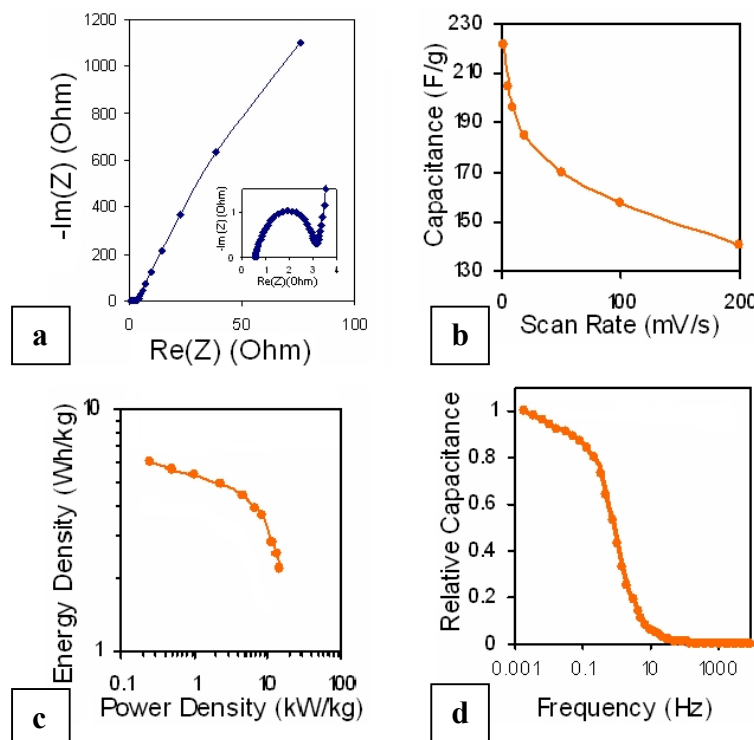 1200
1000
800
600
400
200
0
0
50
100
-Im(Z) (Ohm)
Re(Z) (Ohm)
1
0
0 1 2 3 4
-Im (Z) (Ohm)
Re(Z)(Ohm)
a
230
210
190
170
150
130
0
100
200
Capacitance (F/g)
Scan Rate (mV/s)
b
10
1
0.1
1
10
100
Energy Density (Wh/kg)
Power Density (kW/kg)
c
1
0.8
0.6
0.4
0.2
0
0.001
0.1
10
1000
Relative Capacitance
Frequency (Hz)
d